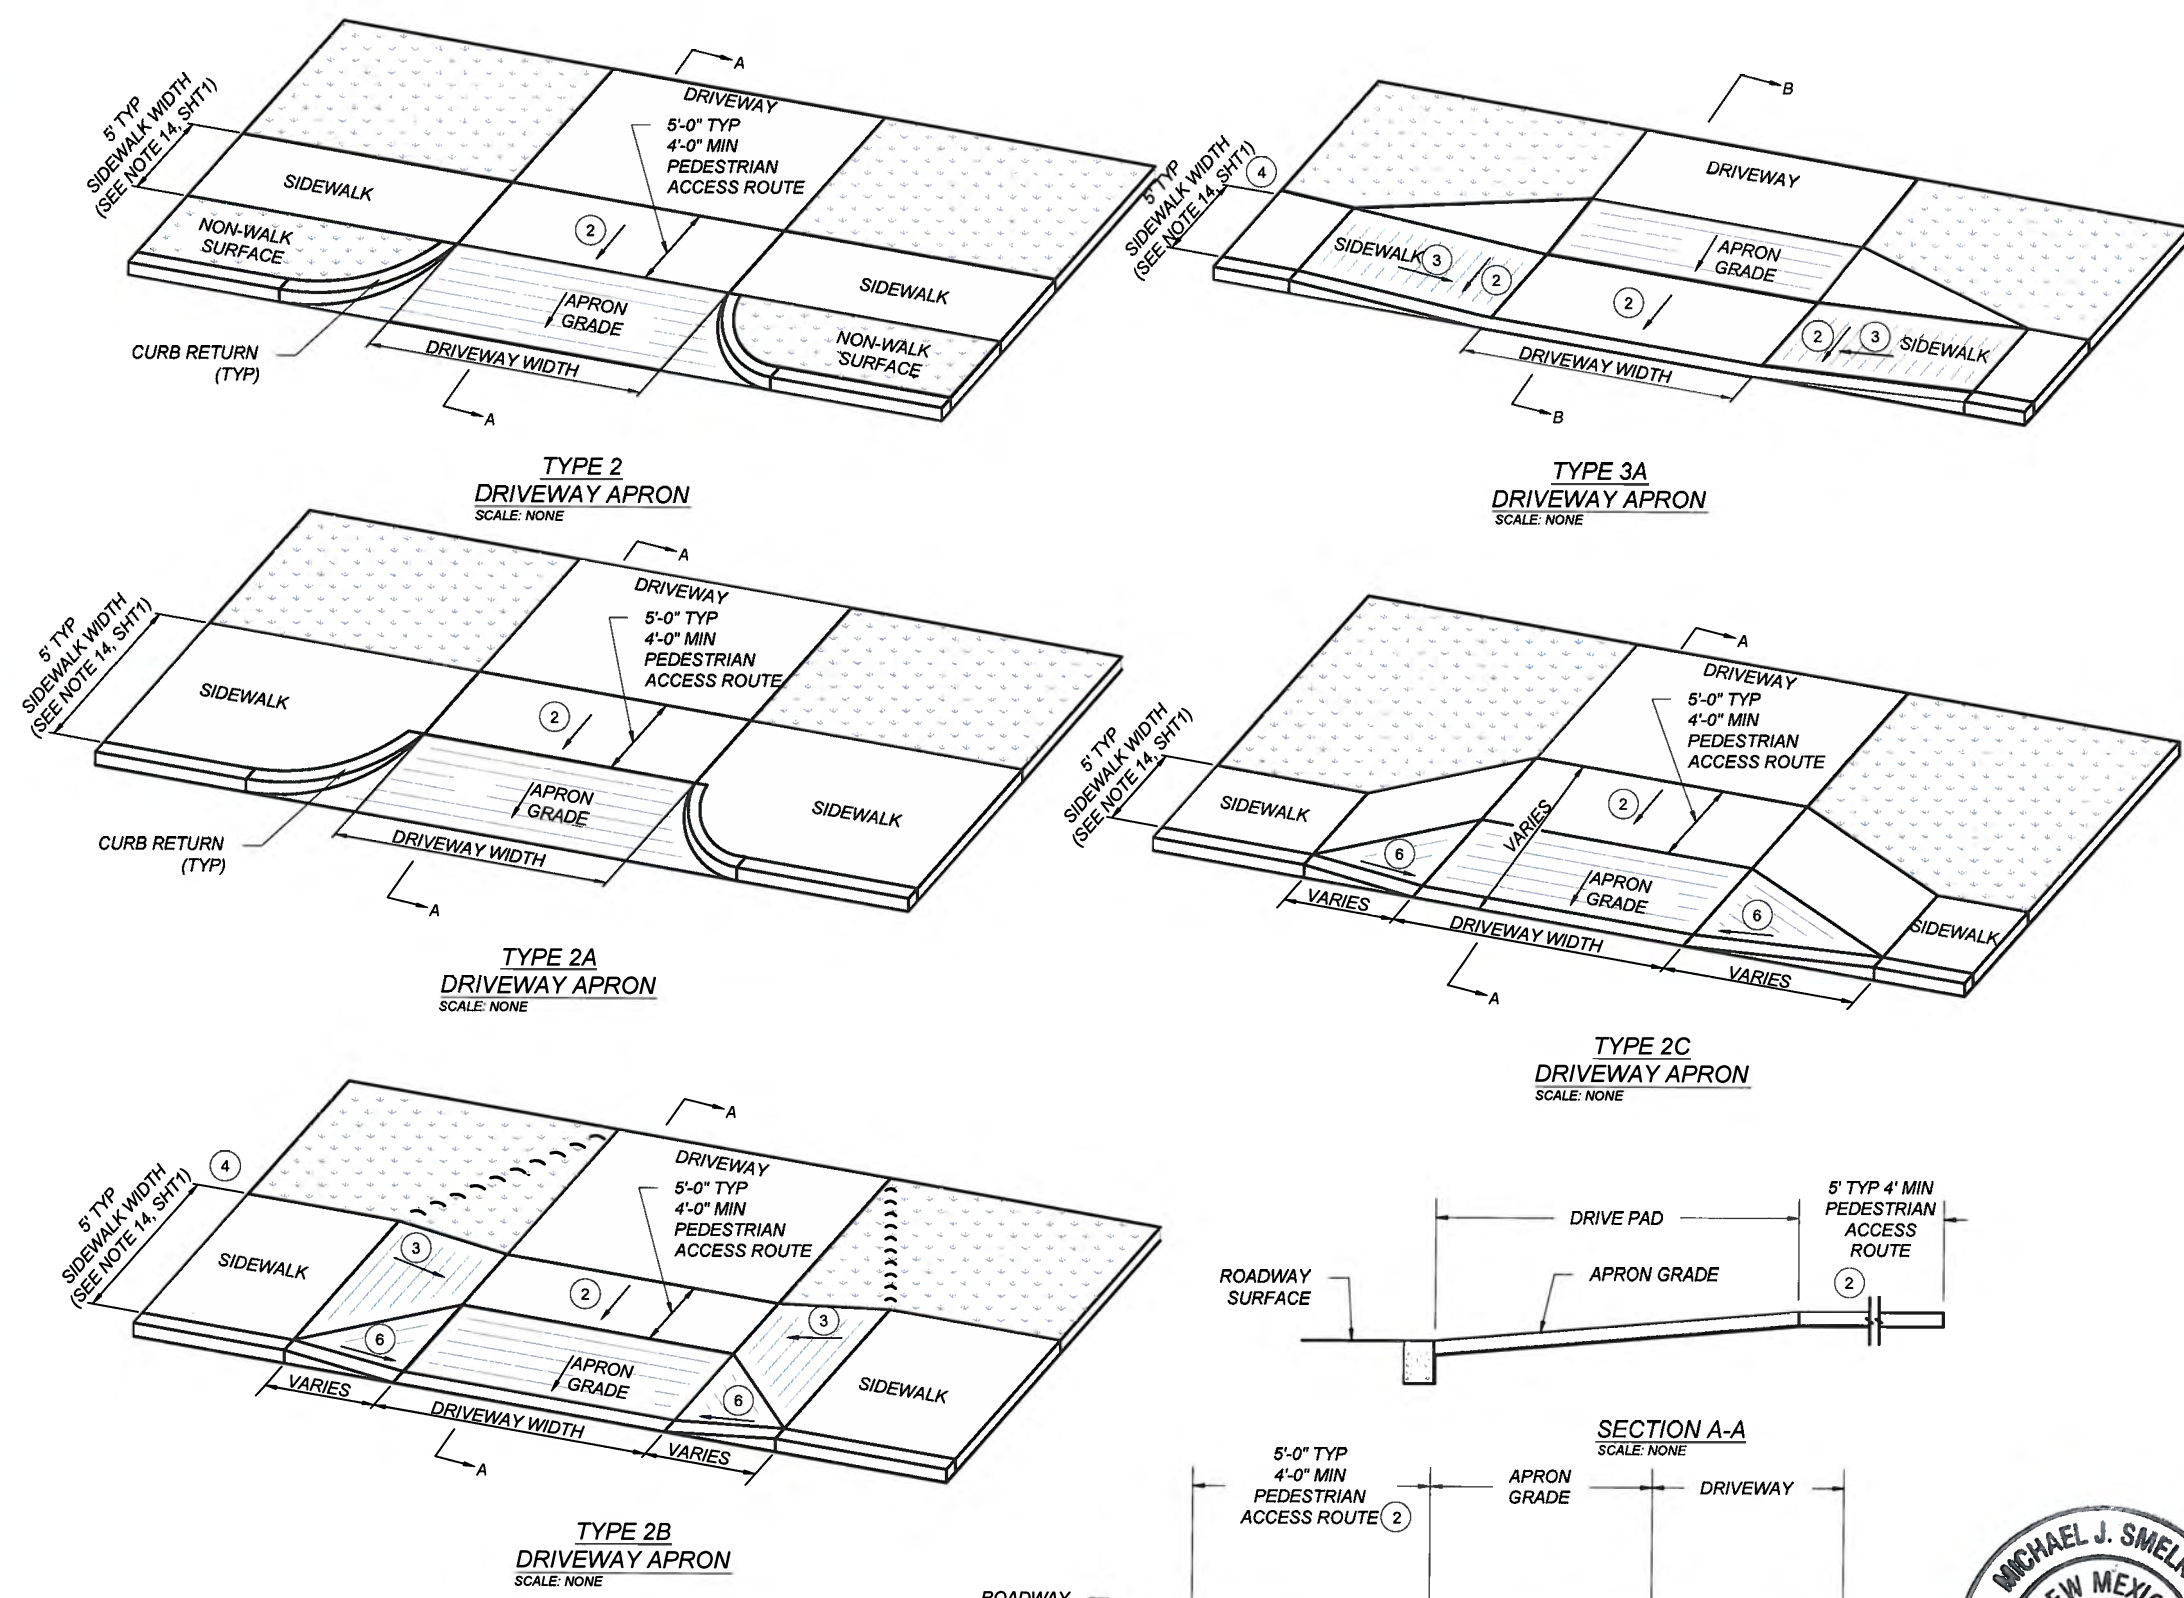 A
DRIVEWAY
5'-0" TYP
4'-0" MIN
PEDESTRIAN
ACCESS ROUTE
5' TYP
SIDEWALK WIDTH
(SEE NOTE 14, SHT1)
SIDEWALK
NON-WALK
SURFACE
2
APRON
GRADE
SIDEWALK
NON-WALK
SURFACE
CURB RETURN
(TYP)
DRIVEWAY WIDTH
A
TYPE 2
DRIVEWAY APRON
SCALE: NONE
B
5' TYP
SIDEWALK WIDTH
(SEE NOTE 14, SHT1)
4
DRIVEWAY
SIDEWALK
3
2
APRON
GRADE
2
2
3
SIDEWALK
DRIVEWAY WIDTH
B
TYPE 3A
DRIVEWAY APRON
SCALE: NONE
A
DRIVEWAY
5'-0" TYP
4'-0" MIN
PEDESTRIAN
ACCESS ROUTE
5' TYP
SIDEWALK WIDTH
(SEE NOTE 14, SHT1)
SIDEWALK
2
APRON
GRADE
SIDEWALK
CURB RETURN
(TYP)
DRIVEWAY WIDTH
A
TYPE 2A
DRIVEWAY APRON
SCALE: NONE
A
DRIVEWAY
5'-0" TYP
4'-0" MIN
PEDESTRIAN
ACCESS ROUTE
5' TYP
SIDEWALK WIDTH
(SEE NOTE 14, SHT1)
SIDEWALK
2
VARIES
6
APRON
GRADE
6
SIDEWALK
VARIES
DRIVEWAY WIDTH
VARIES
A
TYPE 2C
DRIVEWAY APRON
SCALE: NONE
A
DRIVEWAY
5'-0" TYP
4'-0" MIN
PEDESTRIAN
ACCESS ROUTE
4
5' TYP
SIDEWALK WIDTH
(SEE NOTE 14, SHT1)
SIDEWALK
3
2
3
6
APRON
GRADE
6
SIDEWALK
VARIES
DRIVEWAY WIDTH
VARIES
A
TYPE 2B
DRIVEWAY APRON
SCALE: NONE
5' TYP 4' MIN
PEDESTRIAN
ACCESS
ROUTE
DRIVE PAD
2
ROADWAY
SURFACE
APRON GRADE
SECTION A-A
SCALE: NONE
5'-0" TYP
4'-0" MIN
PEDESTRIAN
ACCESS ROUTE 2
APRON
GRADE
DRIVEWAY
ROADWAY
MICHAEL J.